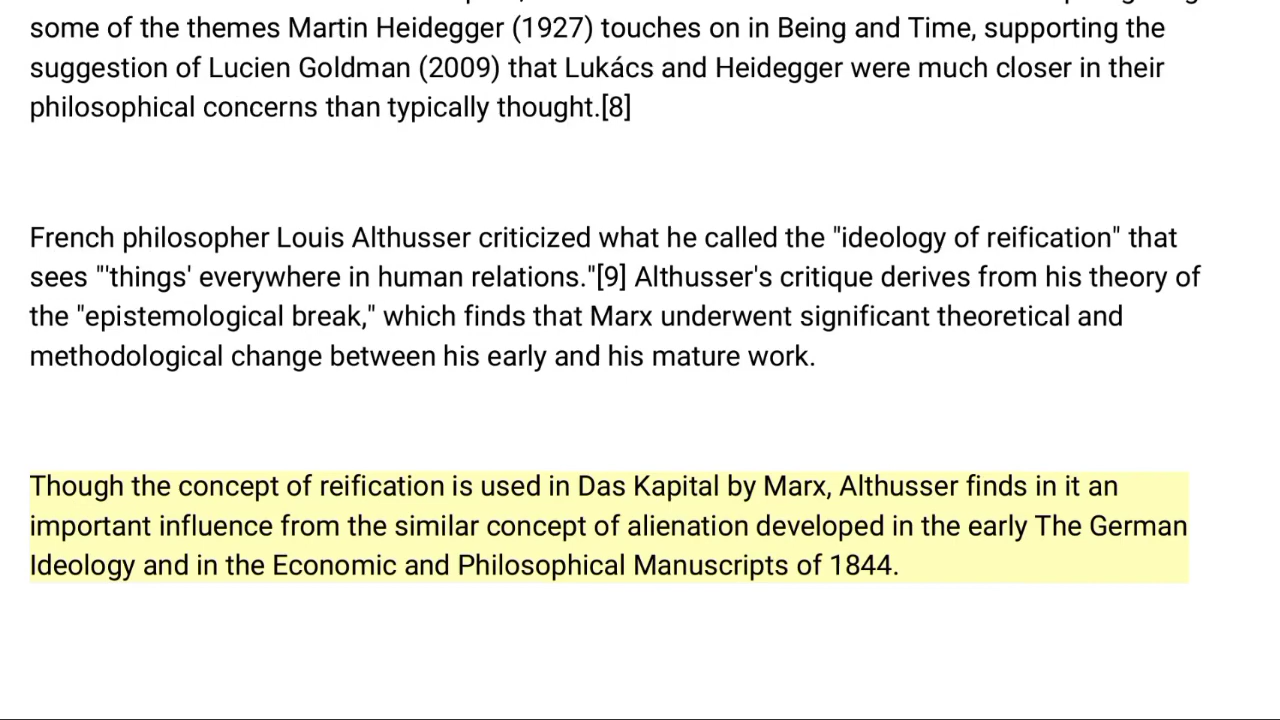 some of the themes Martin Heidegger (1927) touches on in Being and Time, supporting the
suggestion of Lucien Goldman (2009) that Lukács and Heidegger were much closer in their
philosophical concerns than typically thought.[8]
French philosopher Louis Althusser criticized what he called the "ideology of reification" that
sees "'things' everywhere in human relations."[9] Althusser's critique derives from his theory of
the "epistemological break," which finds that Marx underwent significant theoretical and
methodological change between his early and his mature work.
Though the concept of reification is used in Das Kapital by Marx, Althusser finds in it an
important influence from the similar concept of alienation developed in the early The German
Ideology and in the Economic and Philosophical Manuscripts of 1844.